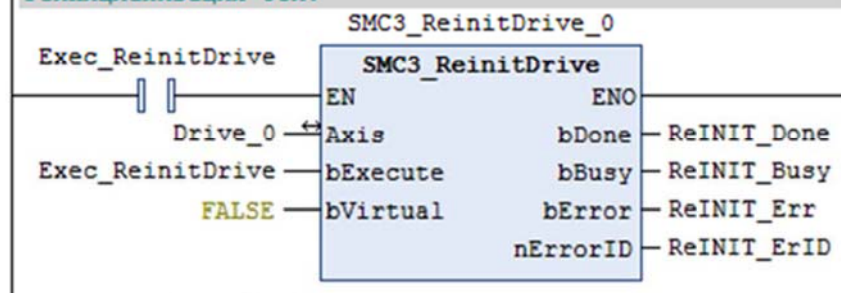 SMC3_ReinitDrive_0
Exec_ReinitDrive
SMC3_ReinitDrive
EN ENO
Drive_0 Axis bDone ReINIT_Done
Exec_ReinitDrive bExecute bBusy ReINIT_Busy
FALSE bVirtual bError ReINIT_Err
nErrorID ReINIT_ErID